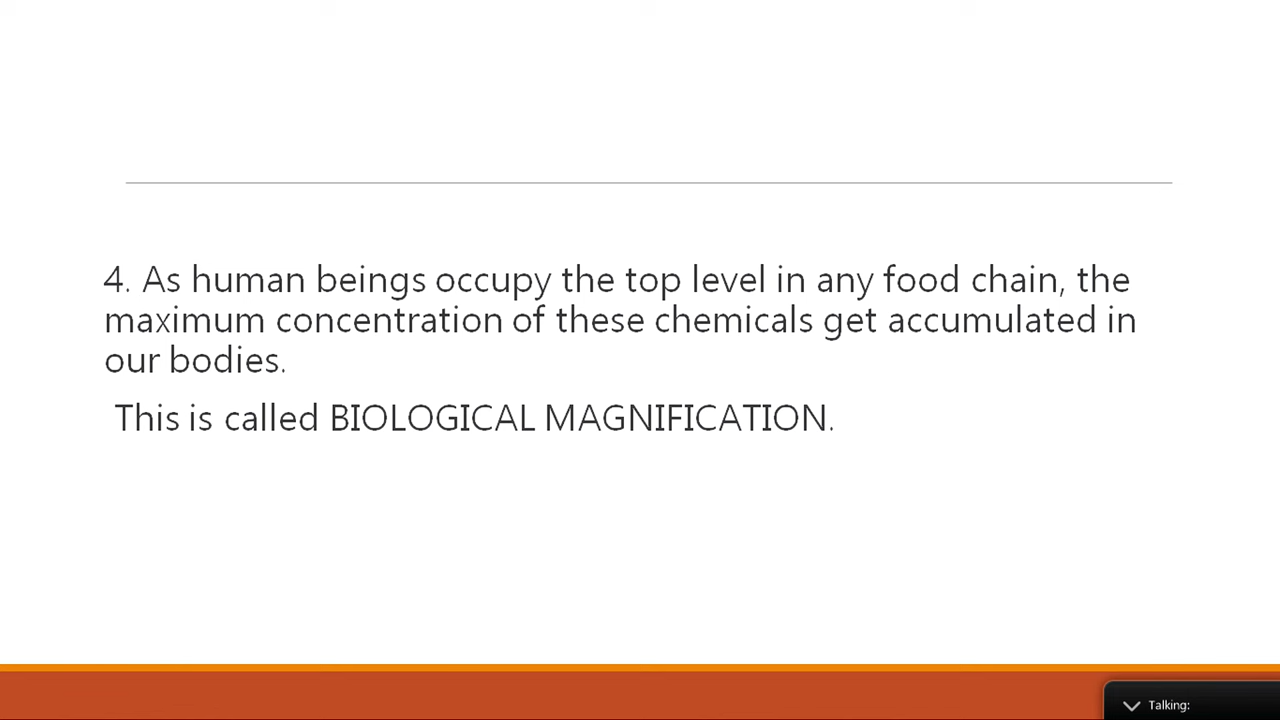 4. As human beings occupy the top level in any food chain, the
maximum concentration of these chemicals get accumulated in
our bodies.
This is called BIOLOGICAL MAGNIFICATION.
Talking: